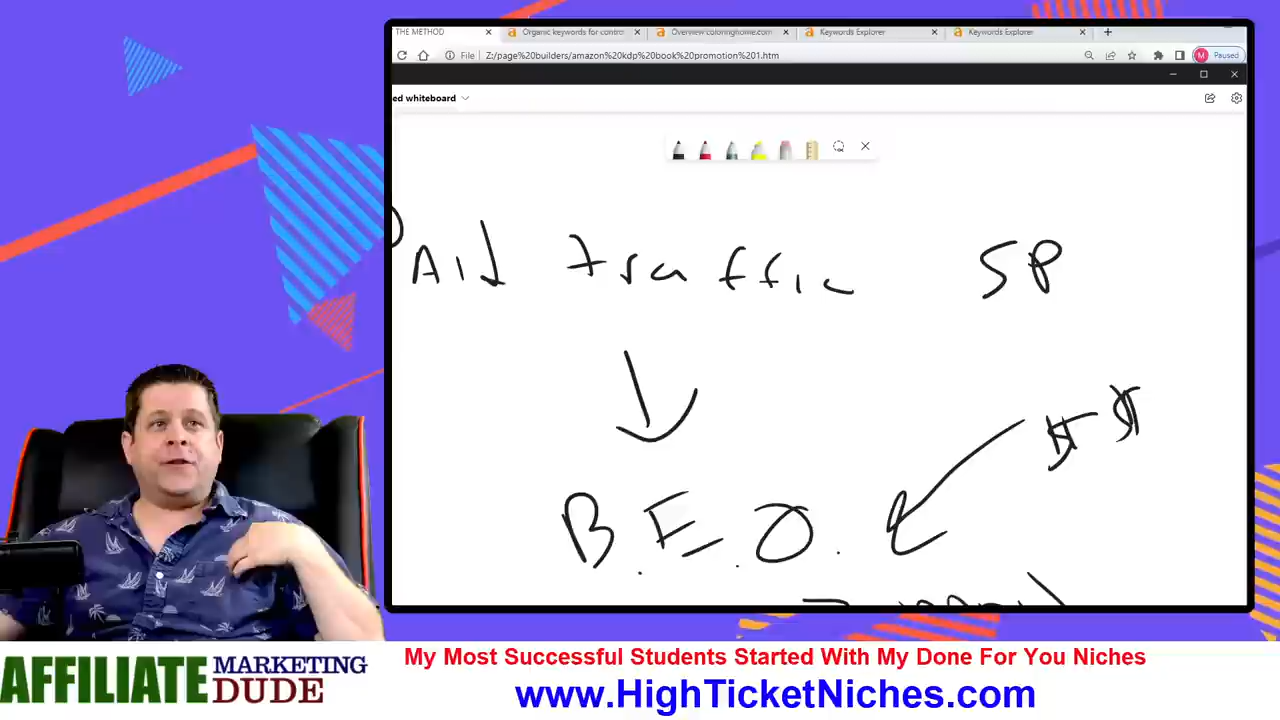 THE METHOD
Organic keywords for contro
Overview coloringhome.com
Keywords Explorer
Keywords Explorer
File
Z:/page%20builders/amazon%20kdp%20book%20promotion%201.htm
M Paused
ed whiteboard
PAid traffic SP
$ $
B.E.O.
AFFILIATE MARKETING DUDE
My Most Successful Students Started With My Done For You Niches
www.HighTicketNiches.com